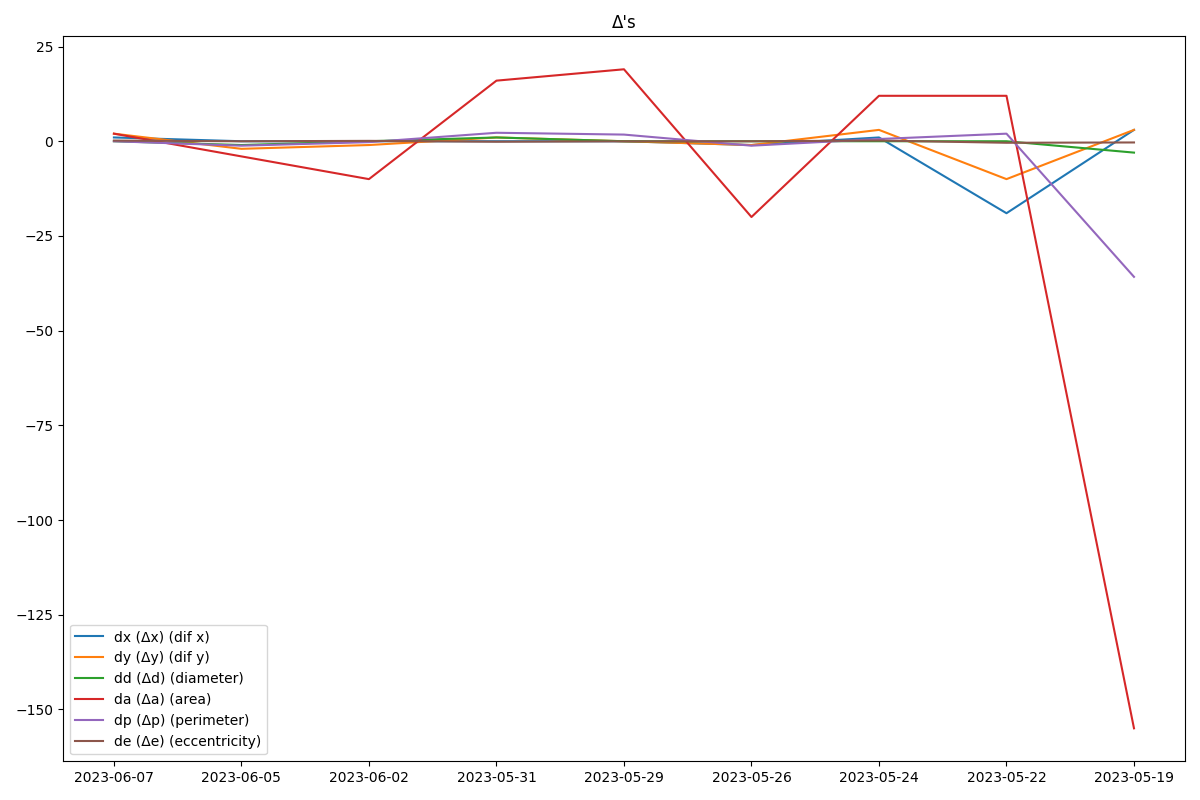 Δ's
25
0
−25
−50
−75
−100
−125
−150
dx (Δx) (dif x)
dy (Δy) (dif y)
dd (Δd) (diameter)
da (Δa) (area)
dp (Δp) (perimeter)
de (Δe) (eccentricity)
2023-06-07 2023-06-05 2023-06-02 2023-05-31 2023-05-29 2023-05-26 2023-05-24 2023-05-22 2023-05-19